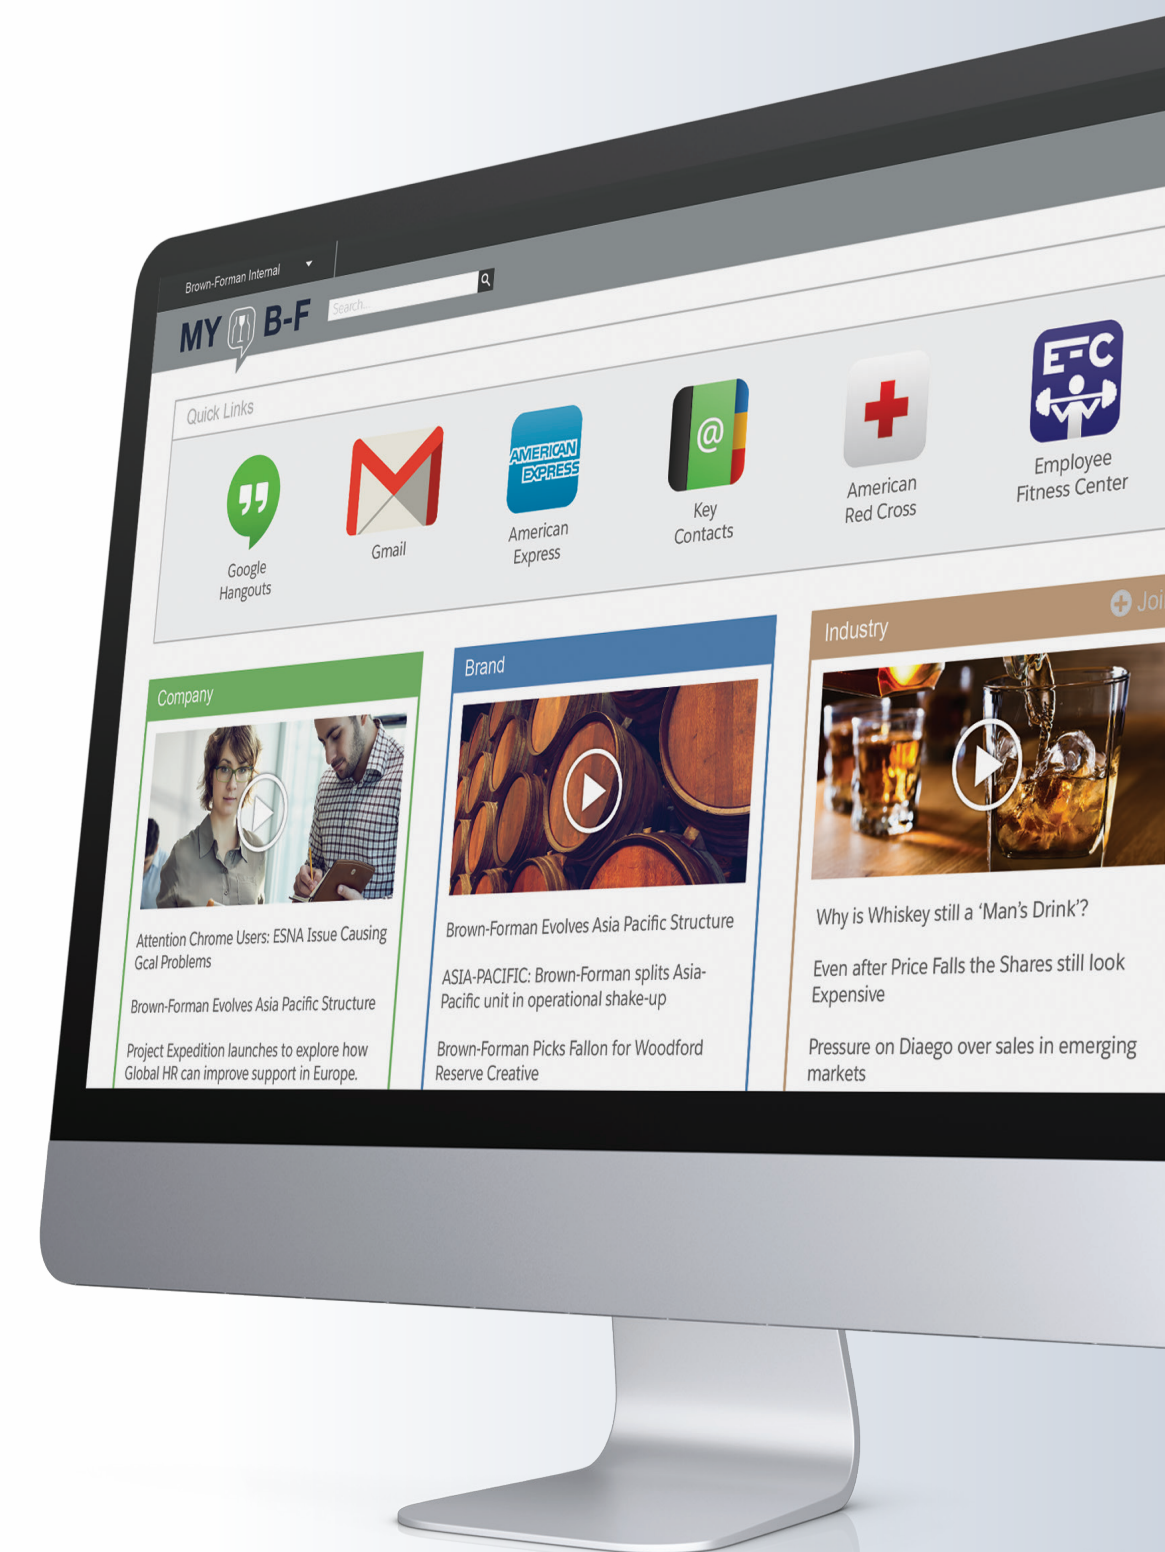 Brown-Forman Internal
MY B-F
Search...
Quick Links
E-FC
AMERICAN
EXPRESS
@
Google
Hangouts
Gmail
American
Express
Key
Contacts
American
Red Cross
Employee
Fitness Center
Company
Attention Chrome Users: ESNA Issue Causing
Gcal Problems
Brown-Forman Evolves Asia Pacific Structure
Project Expedition launches to explore how
Global HR can improve support in Europe.
Brand
Brown-Forman Evolves Asia Pacific Structure
ASIA-PACIFIC: Brown-Forman splits Asia-
Pacific unit in operational shake-up
Brown-Forman Picks Fallon for Woodford
Reserve Creative
Industry
Why is Whiskey still a ‘Man’s Drink’?
Even after Price Falls the Shares still look
Expensive
Pressure on Diaego over sales in emerging
markets